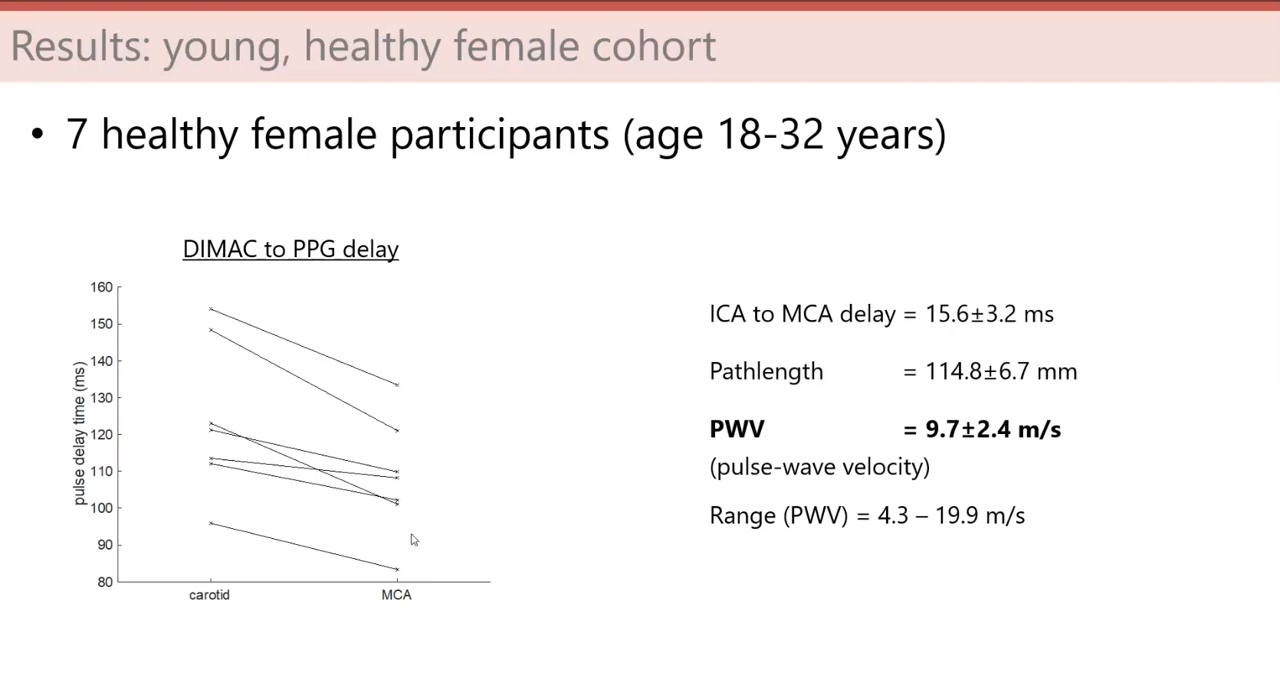 Results: young, healthy female cohort
• 7 healthy female participants (age 18-32 years)
DIMAC to PPG delay
160
150
140
130
120
110
100
90
80
pulse delay time (ms)
carotid
MCA
ICA to MCA delay = 15.6±3.2 ms
Pathlength = 114.8±6.7 mm
PWV = 9.7±2.4 m/s
(pulse-wave velocity)
Range (PWV) = 4.3 – 19.9 m/s